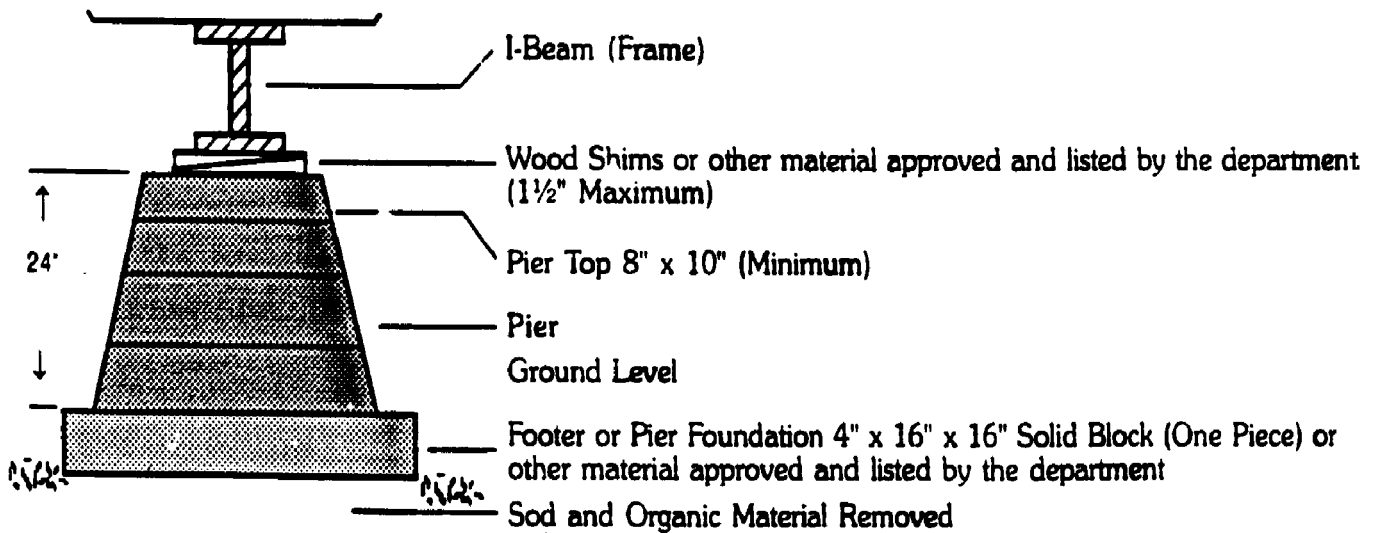 I-Beam (Frame)
Wood Shims or other material approved and listed by the department
(1½" Maximum)
24"
Pier Top 8" x 10" (Minimum)
Pier
Ground Level
Footer or Pier Foundation 4" x 16" x 16" Solid Block (One Piece) or
other material approved and listed by the department
Sod and Organic Material Removed